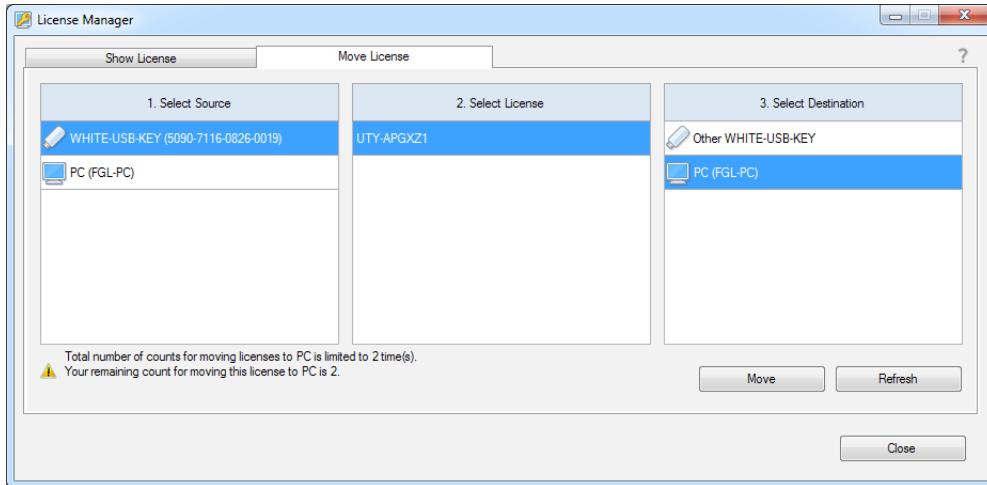 License Manager
Show License
Move License
?
1. Select Source
2. Select License
3. Select Destination
WHITE-USB-KEY (5090-7116-0826-0019)
UTY-APGXZ1
Other WHITE-USB-KEY
PC (FGL-PC)
PC (FGL-PC)
Total number of counts for moving licenses to PC is limited to 2 time(s).
Your remaining count for moving this license to PC is 2.
Move
Refresh
Close